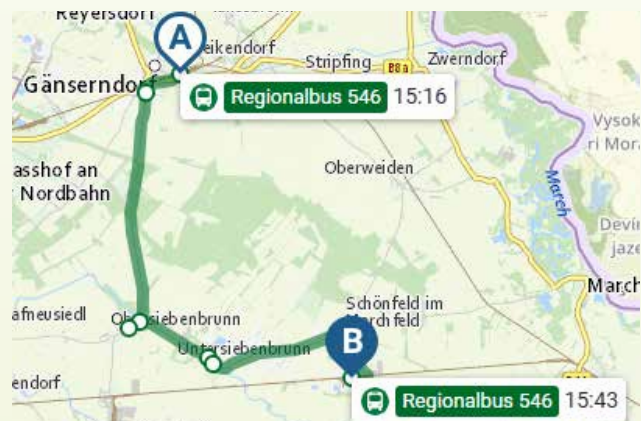 Reyersdorf
A
eikendorf
Stripfing
B8a
Zwerndorf
Gänserndorf
Regionalbus 546 15:16
Vysok
ri Mora
asshof an
Nordbahn
Oberweiden
March
Devín
jaze
March
Schönfeld im
Marchfeld
afneusiedl
Obersiebenbrunn
Untersiebenbrunn
B
endorf
Regionalbus 546 15:43